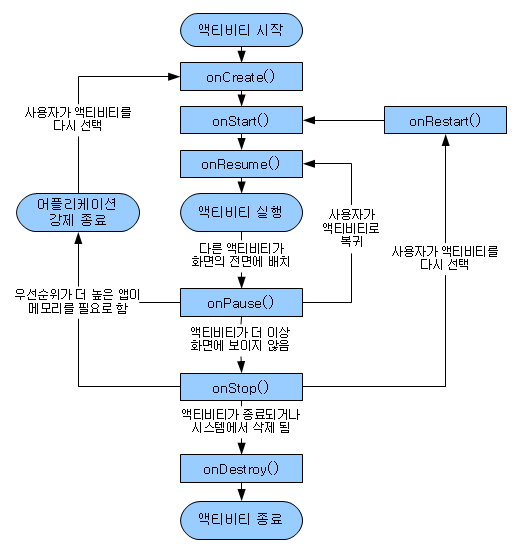 액티비티 시작
onCreate()
사용자가 액티비티를
다시 선택
onStart()
onRestart()
onResume()
어플리케이션
강제 종료
액티비티 실행
사용자가
액티비티로
복귀
다른 액티비티가
화면의 전면에 배치
사용자가 액티비티를
다시 선택
우선순위가 더 높은 앱이
메모리를 필요로 함
onPause()
액티비티가 더 이상
화면에 보이지 않음
onStop()
액티비티가 종료되거나
시스템에서 삭제 됨
onDestroy()
액티비티 종료